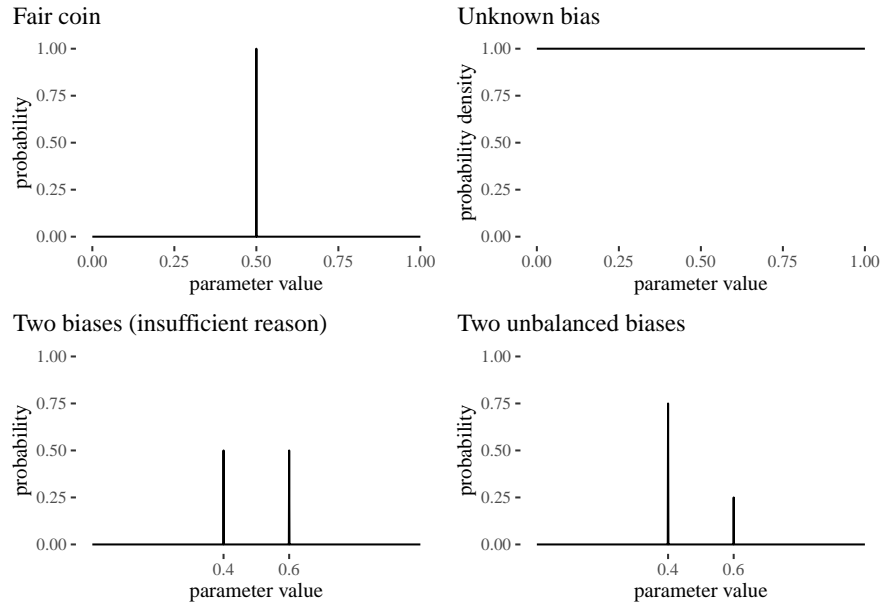 Fair coin
probability
1.00
0.75
0.50
0.25
0.00
0.00 0.25 0.50 0.75 1.00
parameter value
Unknown bias
probability density
1.00
0.75
0.50
0.25
0.00
0.00 0.25 0.50 0.75 1.00
parameter value
Two biases (insufficient reason)
probability
1.00
0.75
0.50
0.25
0.00
0.4 0.6
parameter value
Two unbalanced biases
probability
1.00
0.75
0.50
0.25
0.00
0.4 0.6
parameter value